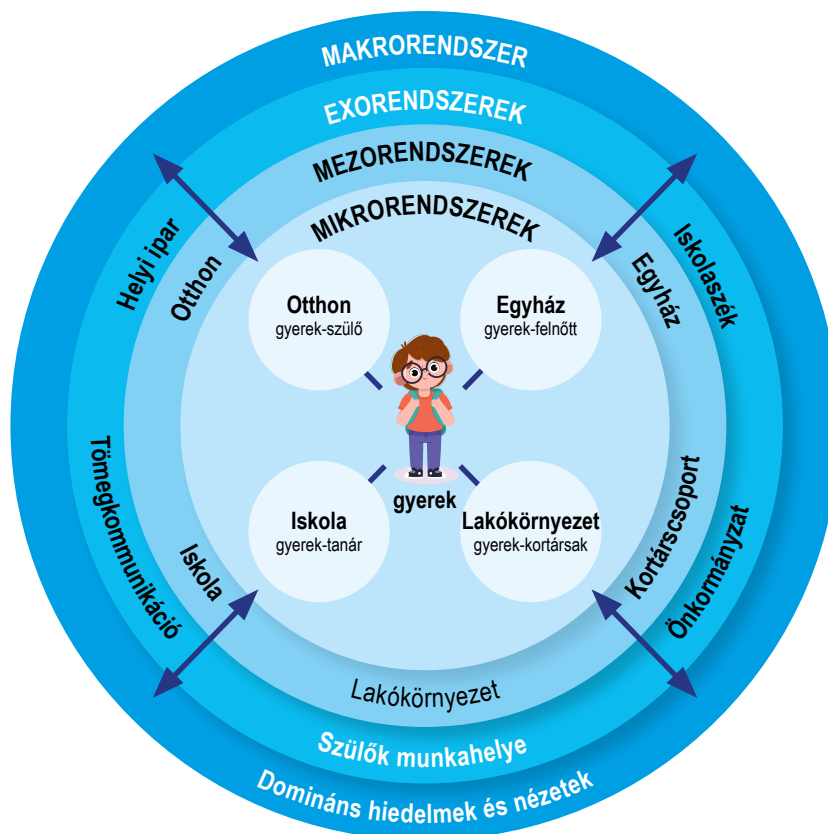 MAKRORENDSZER
EXORENDSZEREK
MEZORENDSZEREK
MIKRORENDSZEREK
Helyi ipar
Otthon
Otthon
gyerek-szülő
Egyház
gyerek-felnőtt
Egyház
Iskolaszék
gyerek
Tömegkommunikáció
Iskola
Iskola
gyerek-tanár
Lakókörnyezet
gyerek-kortársak
Kortárscsoport
Önkormányzat
Lakókörnyezet
Szülők munkahelye
Domináns hiedelmek és nézetek